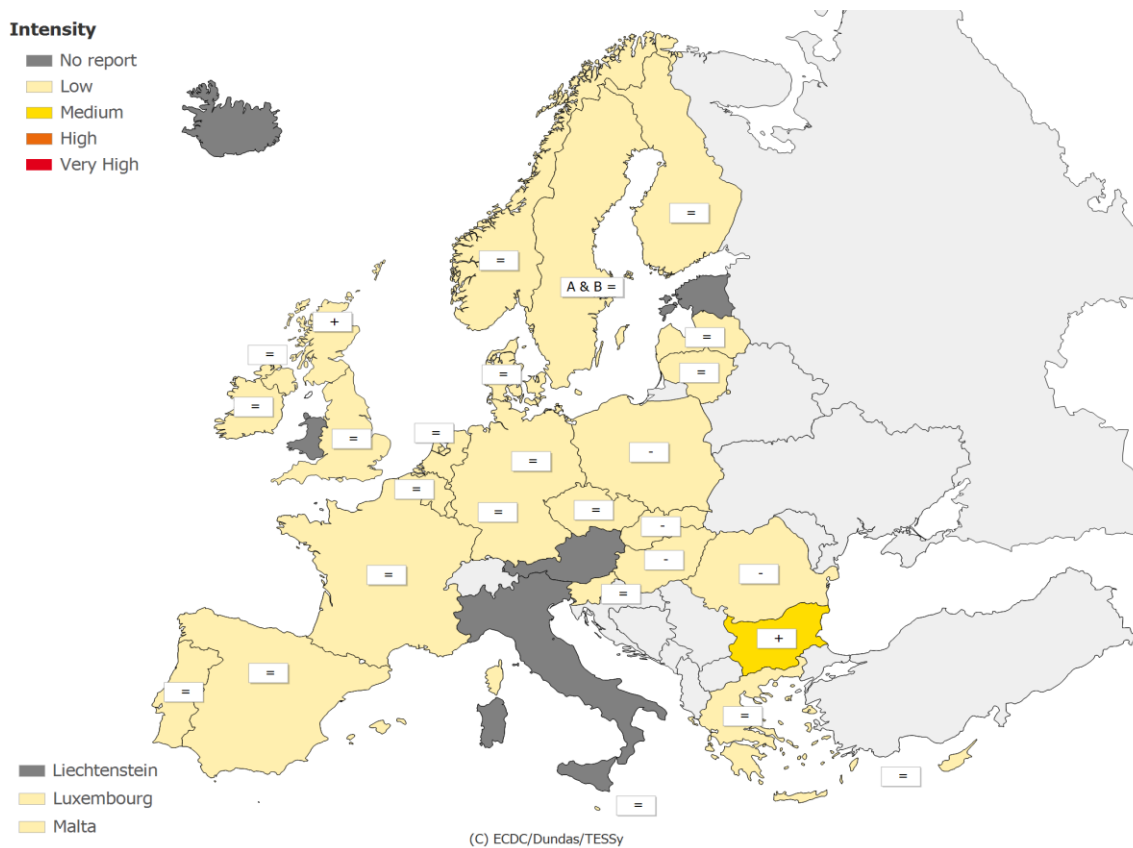 Intensity
No report
Low
Medium
High
Very High
=
=
A & B =
+
=
=
=
=
=
=
=
=
-
=
=
=
-
-
=
-
=
+
=
=
=
=
Liechtenstein
Luxembourg
Malta
=
(C) ECDC/Dundas/TESSy